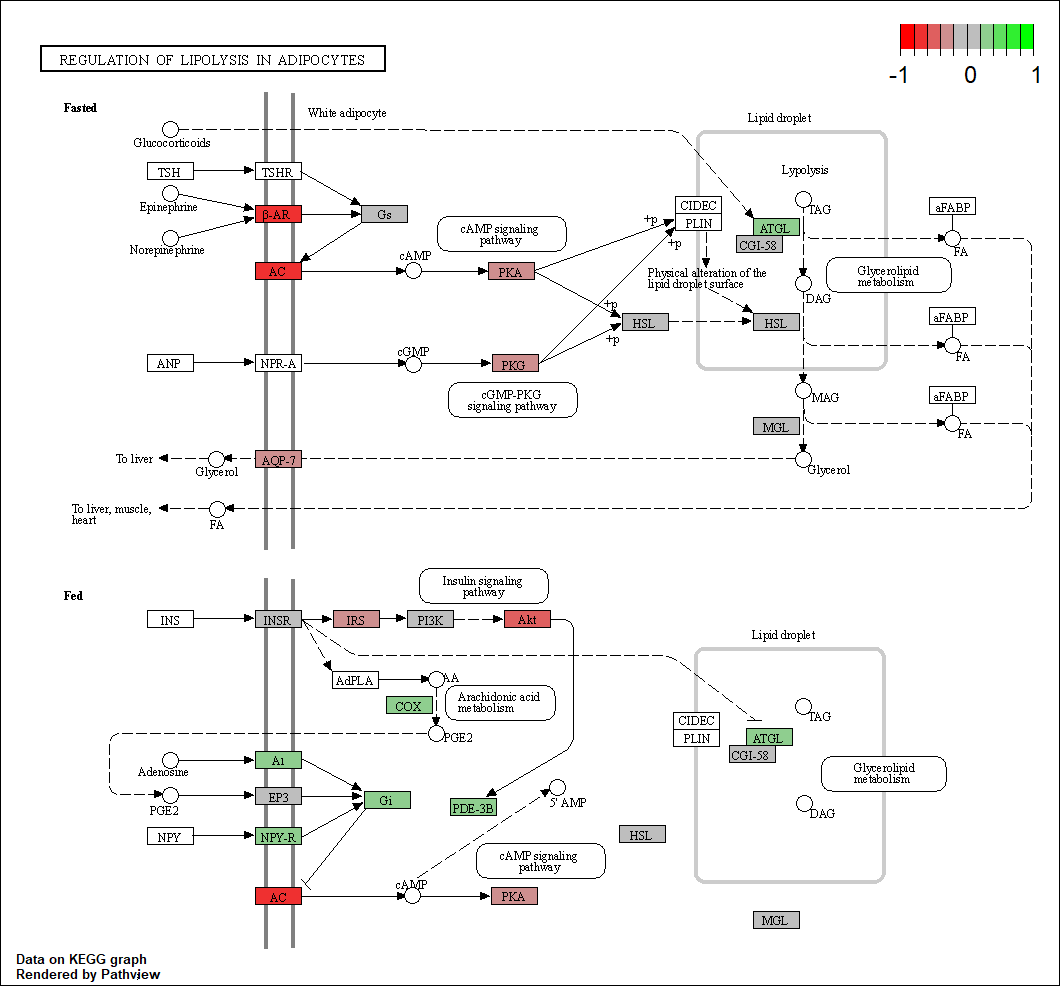 REGULATION OF LIPOLYSIS IN ADIPOCYTES
-1 0 1
Fasted
White adipocyte
Lipid droplet
Glucocorticoids
TSH
TSHR
Lypolysis
Epinephrine
β-AR
Gs
Norepinephrine
cAMP signaling
pathway
+p
+p
CIDEC
PLIN
ATGL
CGI-58
TAG
aFABP
FA
AC
cAMP
PKA
Physical alteration of the
lipid droplet surface
Glycerolipid
metabolism
DAG
+p
HSL
HSL
+p
aFABP
FA
ANP
NPR-A
cGMP
PKG
cGMP-PKG
signaling pathway
MAG
aFABP
FA
MGL
To liver
Glycerol
AQP-7
Glycerol
To liver, muscle,
heart
FA
Fed
Insulin signaling
pathway
INS
INSR
IRS
PI3K
Akt
Lipid droplet
AdPLA
AA
COX
Arachidonic acid
metabolism
PGE2
CIDEC
PLIN
TAG
ATGL
CGI-58
Adenosine
A1
Glycerolipid
metabolism
PGE2
EP3
Gi
PDE-3B
5' AMP
DAG
NPY
NPY-R
HSL
cAMP signaling
pathway
AC
cAMP
PKA
MGL
Data on KEGG graph
Rendered by Pathview